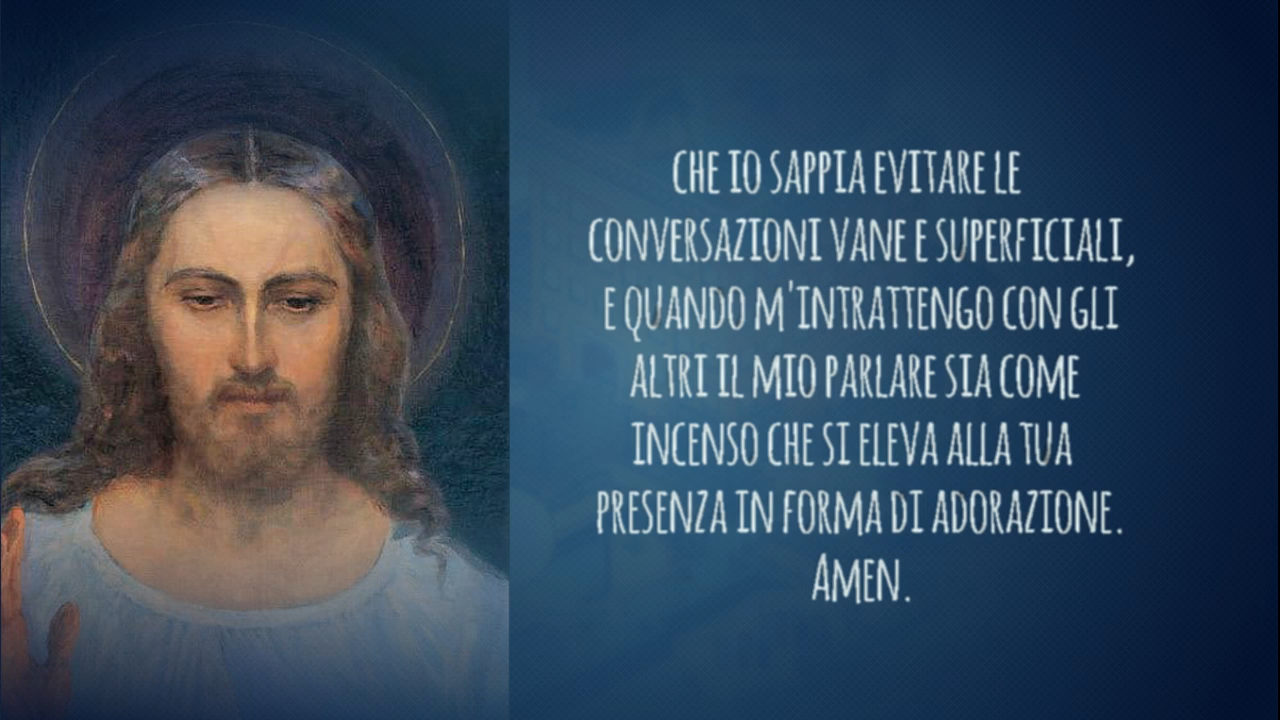 CHE IO SAPPIA EVITARE LE
CONVERSAZIONI VANE E SUPERFICIALI,
E QUANDO M'INTRATTENGO CON GLI
ALTRI IL MIO PARLARE SIA COME
INCENSO CHE SI ELEVA ALLA TUA
PRESENZA IN FORMA DI ADORAZIONE.
AMEN.